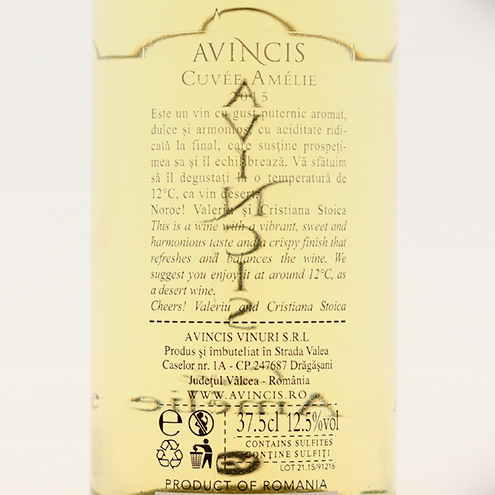 AVINCIS
CUVÉE AMÉLIE
2015
Este un vin cu gust puternic aromat,
dulce și armonios, cu aciditate ridi-
cată la final, care susține prospeți-
mea sa și îl echilibrează. Vă sfătuim
să îl degustați la o temperatură de
12°C, ca vin desert.
Noroc! Valeriu și Cristiana Stoica
This is a wine with a vibrant, sweet and
harmonious taste and a crispy finish that
refreshes and balances the wine. We
suggest you enjoy it at around 12°C, as
a desert wine.
Cheers! Valeriu and Cristiana Stoica
AVINCIS VINURI S.R.L
Produs și îmbuteliat în Strada Valea
Caselor nr. 1A - CP 247687 Drăgășani
Județul Vâlcea - România
WWW.AVINCIS.RO
e 37.5cl 12.5%vol
CONTAINS SULFITES
CONȚINE SULFIȚI
LOT 21:15/91216
PRODUCT OF ROMANIA